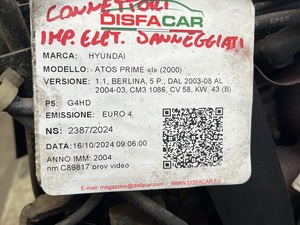 CONNETTORI
DISFACAR
IMP. ELET. DANNEGGIATI
MARCA: HYUNDAI
MODELLO: ATOS PRIME «I» (2000)
VERSIONE: 1.1, BERLINA, 5 P., DAL 2003-08 AL
2004-03, CM3 1086, CV 58, KW. 43 (B)
P5: G4HD
EMISSIONE: EURO 4
NS: 2387/2024
DATA: 16/10/2024 09:06:00
ANNO IMM: 2004
nm C89817 prov video
E-mail: magazzino@disfacar.eu
DISFACAR.EU